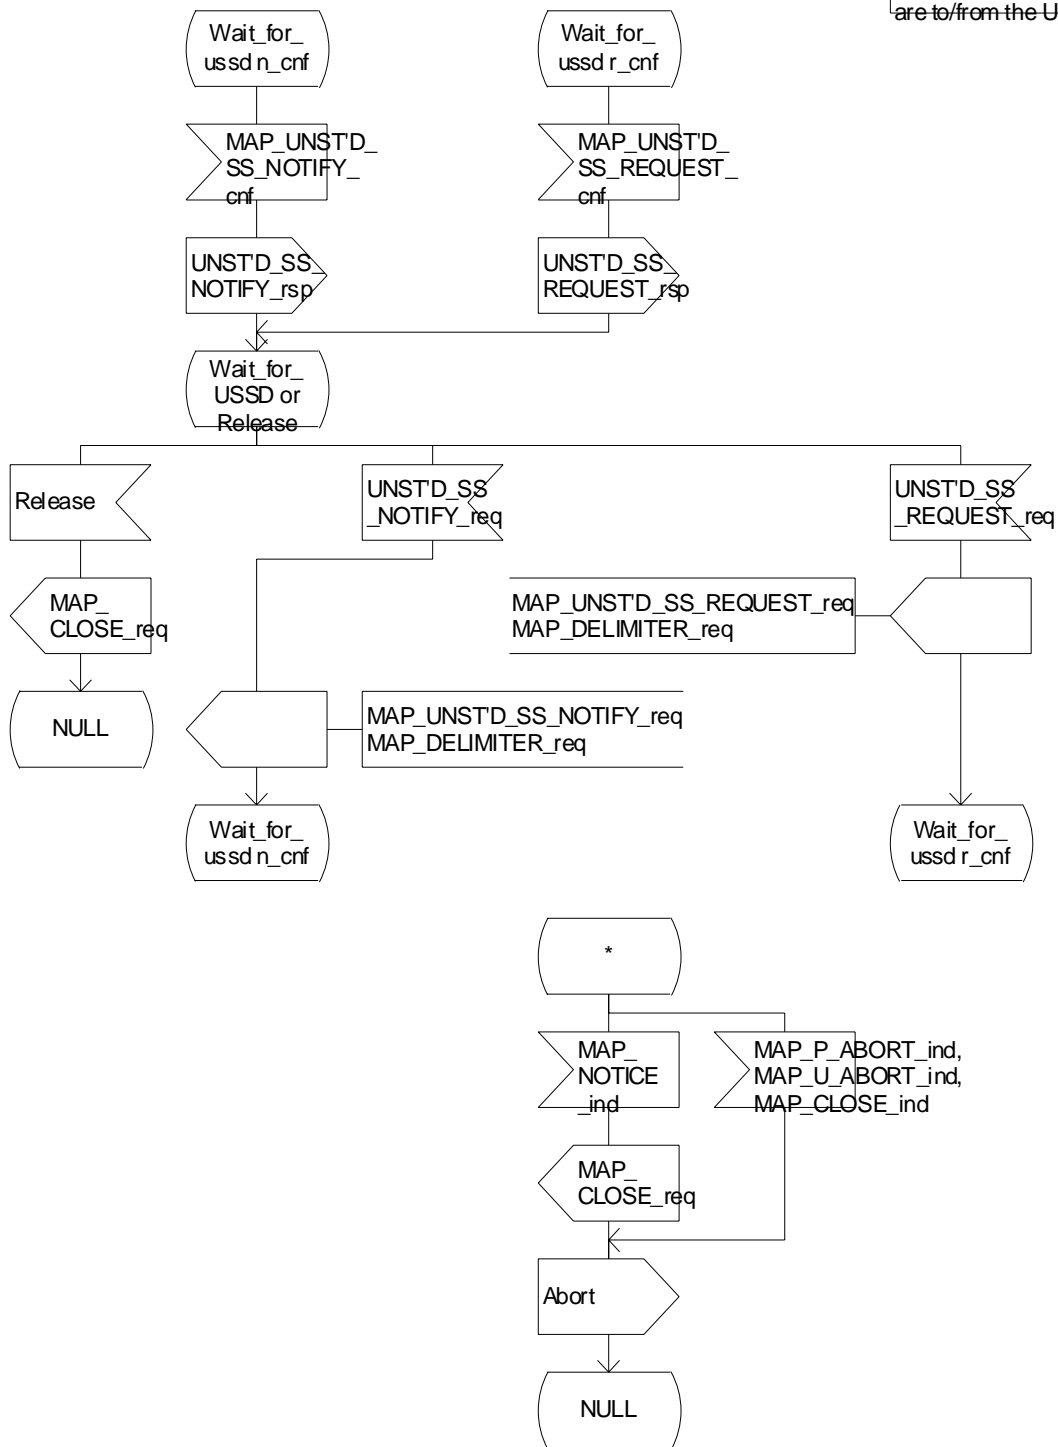 are to/from the U
Wait_for_
ussd n_cnf
Wait_for_
ussd r_cnf
MAP_UNST'D_
SS_NOTIFY_
cnf
MAP_UNST'D_
SS_REQUEST_
cnf
UNST'D_SS_
NOTIFY_rsp
UNST'D_SS_
REQUEST_rsp
Wait_for_
USSD or
Release
Release
UNST'D_SS
_NOTIFY_req
UNST'D_SS
_REQUEST_req
MAP_
CLOSE_req
MAP_UNST'D_SS_REQUEST_req
MAP_DELIMITER_req
NULL
MAP_UNST'D_SS_NOTIFY_req
MAP_DELIMITER_req
Wait_for_
ussd n_cnf
Wait_for_
ussd r_cnf
*
MAP_
NOTICE
_ind
MAP_P_ABORT_ind,
MAP_U_ABORT_ind,
MAP_CLOSE_ind
MAP_
CLOSE_req
Abort
NULL